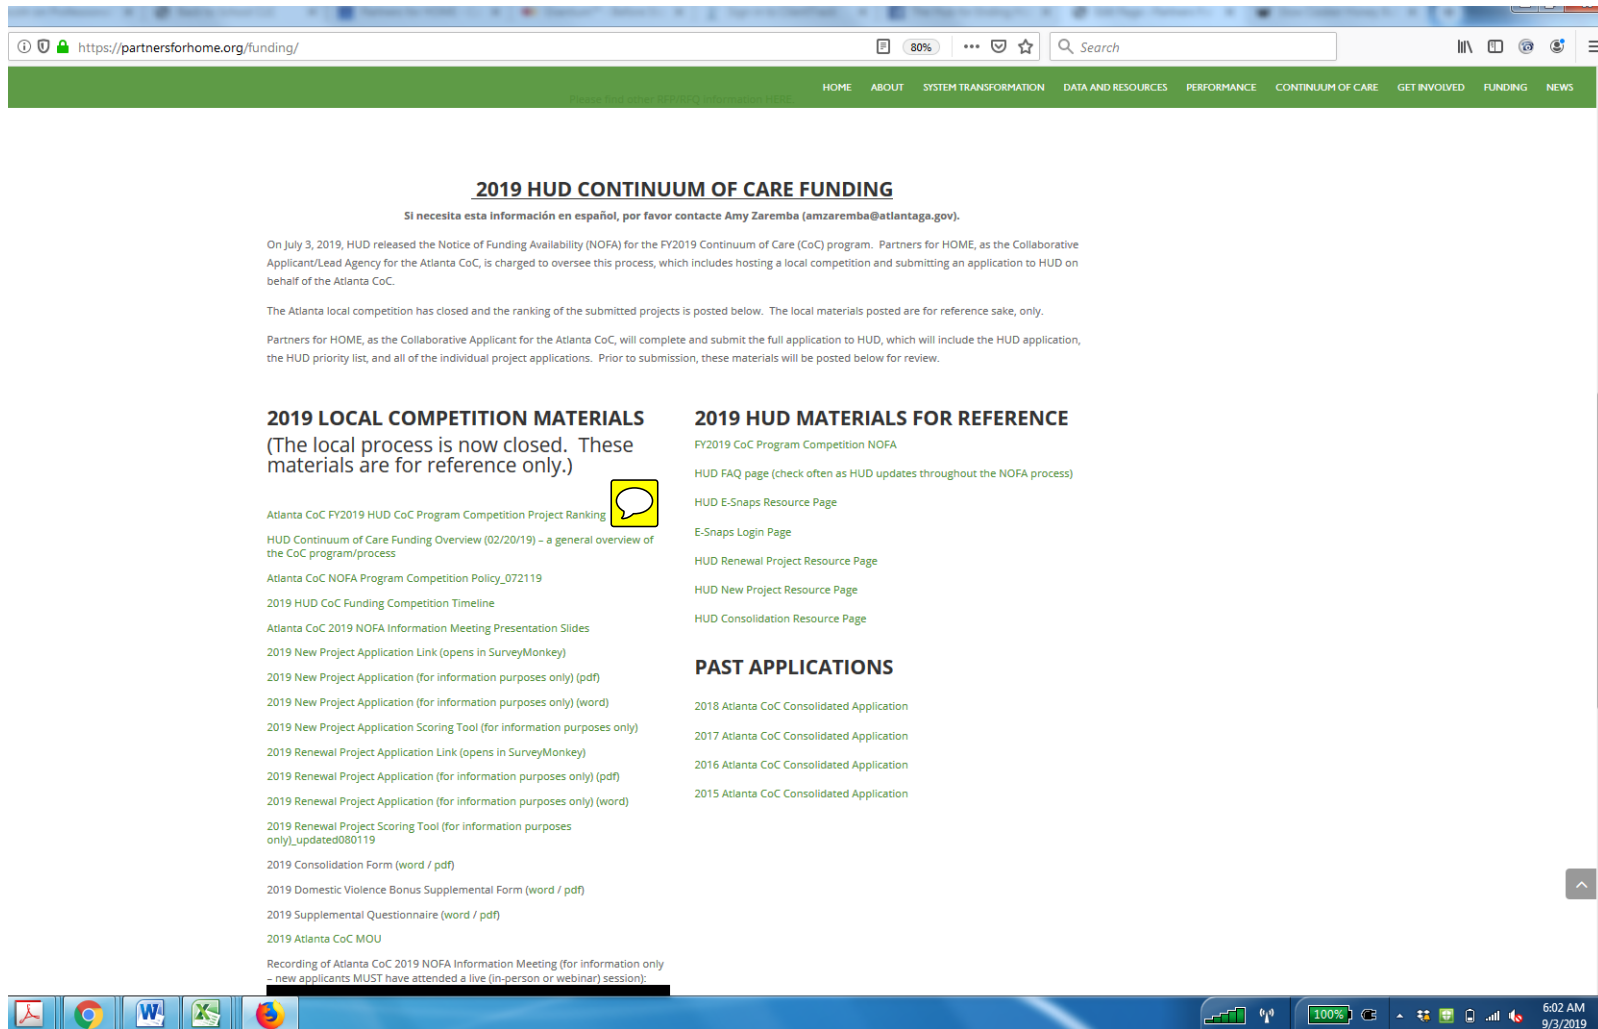 https://partnersforhome.org/funding/
80%
Search
Please find other RFP/RFQ information HERE.
HOME ABOUT SYSTEM TRANSFORMATION DATA AND RESOURCES PERFORMANCE CONTINUUM OF CARE GET INVOLVED FUNDING NEWS
2019 HUD CONTINUUM OF CARE FUNDING
Si necesita esta información en español, por favor contacte Amy Zaremba (amzaremba@atlantaga.gov).
On July 3, 2019, HUD released the Notice of Funding Availability (NOFA) for the FY2019 Continuum of Care (CoC) program. Partners for HOME, as the Collaborative
Applicant/Lead Agency for the Atlanta CoC, is charged to oversee this process, which includes hosting a local competition and submitting an application to HUD on
behalf of the Atlanta CoC.
The Atlanta local competition has closed and the ranking of the submitted projects is posted below. The local materials posted are for reference sake, only.
Partners for HOME, as the Collaborative Applicant for the Atlanta CoC, will complete and submit the full application to HUD, which will include the HUD application,
the HUD priority list, and all of the individual project applications. Prior to submission, these materials will be posted below for review.
2019 LOCAL COMPETITION MATERIALS
(The local process is now closed. These
materials are for reference only.)
Atlanta CoC FY2019 HUD CoC Program Competition Project Ranking
HUD Continuum of Care Funding Overview (02/20/19) – a general overview of
the CoC program/process
Atlanta CoC NOFA Program Competition Policy_072119
2019 HUD CoC Funding Competition Timeline
Atlanta CoC 2019 NOFA Information Meeting Presentation Slides
2019 New Project Application Link (opens in SurveyMonkey)
2019 New Project Application (for information purposes only) (pdf)
2019 New Project Application (for information purposes only) (word)
2019 New Project Application Scoring Tool (for information purposes only)
2019 Renewal Project Application Link (opens in SurveyMonkey)
2019 Renewal Project Application (for information purposes only) (pdf)
2019 Renewal Project Application (for information purposes only) (word)
2019 Renewal Project Scoring Tool (for information purposes
only)_updated080119
2019 Consolidation Form (word / pdf)
2019 Domestic Violence Bonus Supplemental Form (word / pdf)
2019 Supplemental Questionnaire (word / pdf)
2019 Atlanta CoC MOU
Recording of Atlanta CoC 2019 NOFA Information Meeting (for information only
– new applicants MUST have attended a live (in-person or webinar) session):
2019 HUD MATERIALS FOR REFERENCE
FY2019 CoC Program Competition NOFA
HUD FAQ page (check often as HUD updates throughout the NOFA process)
HUD E-Snaps Resource Page
E-Snaps Login Page
HUD Renewal Project Resource Page
HUD New Project Resource Page
HUD Consolidation Resource Page
PAST APPLICATIONS
2018 Atlanta CoC Consolidated Application
2017 Atlanta CoC Consolidated Application
2016 Atlanta CoC Consolidated Application
2015 Atlanta CoC Consolidated Application
100%
6:02 AM
9/3/2019